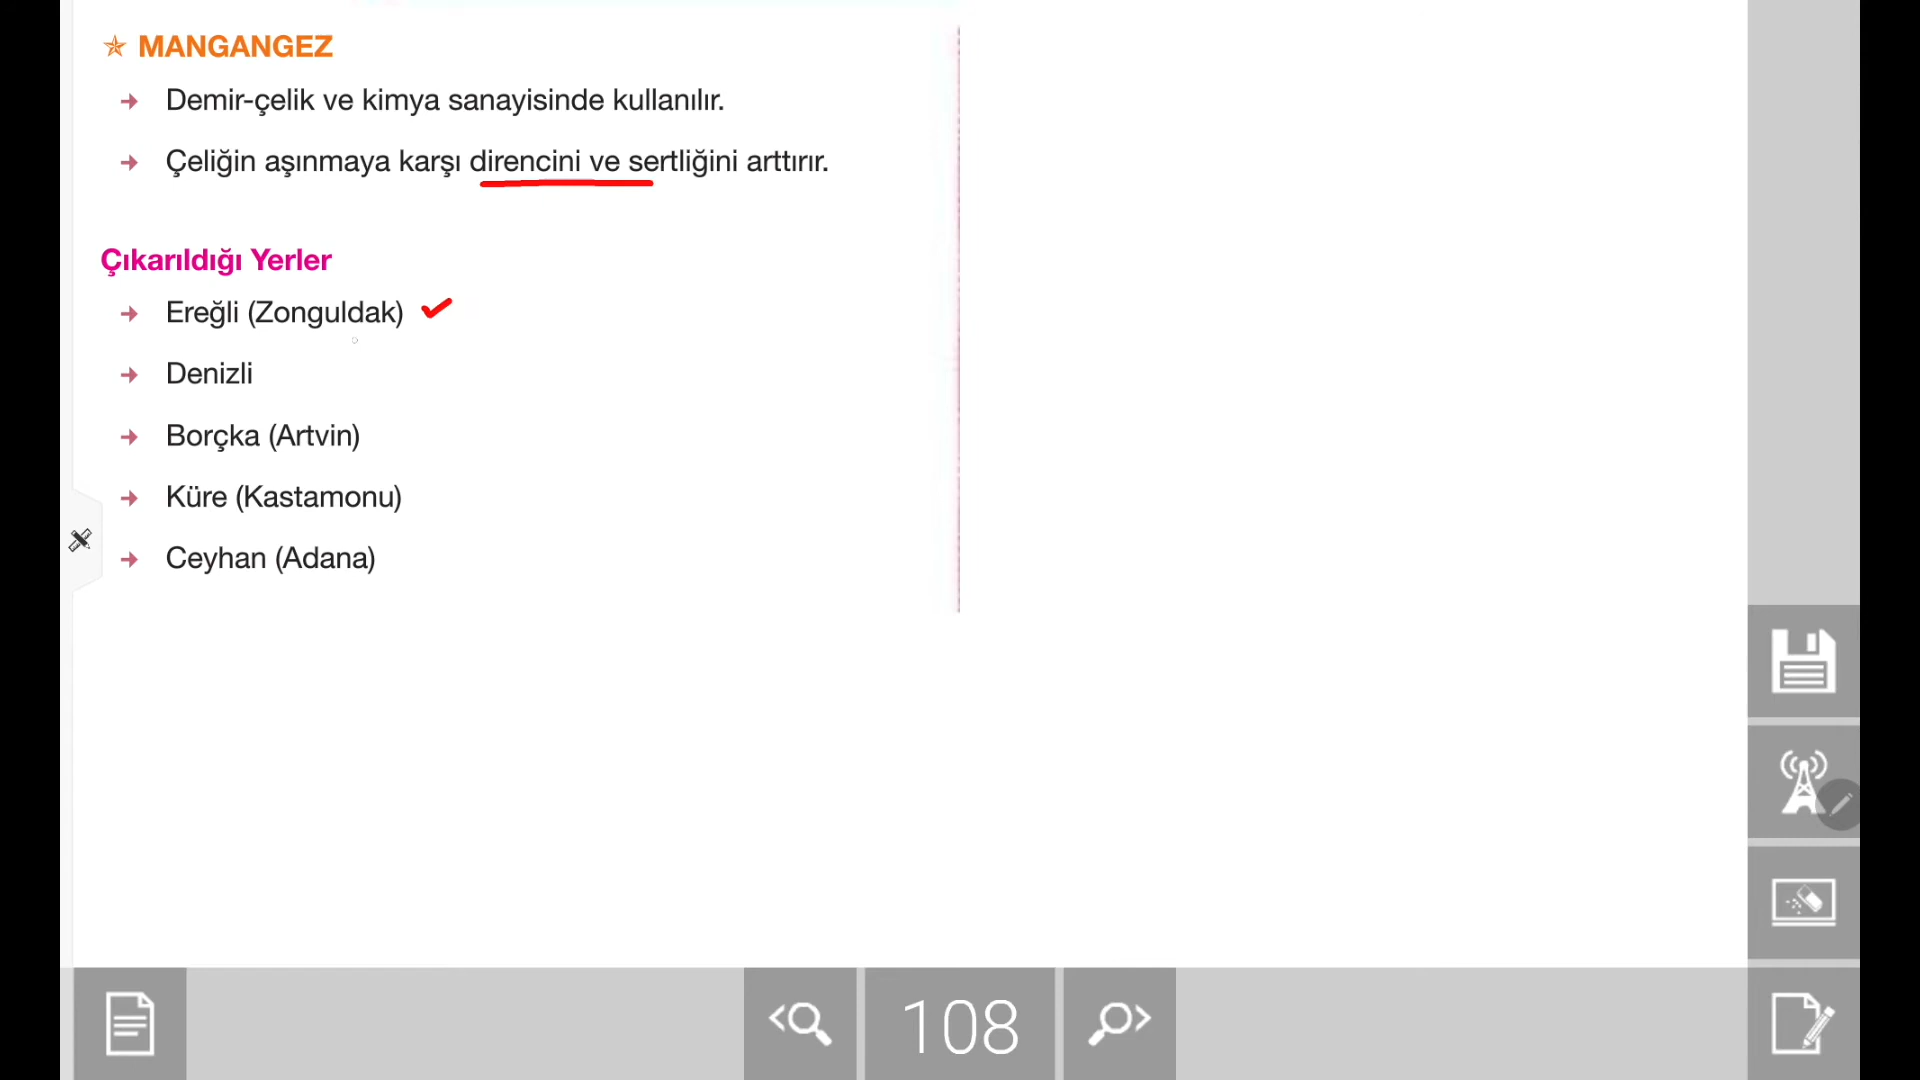 MANGANGEZ
Demir-çelik ve kimya sanayisinde kullanılır.
Çeliğin aşınmaya karşı direncini ve sertliğini arttırır.
Çıkarıldığı Yerler
Ereğli (Zonguldak)
Denizli
Borçka (Artvin)
Küre (Kastamonu)
Ceyhan (Adana)
108